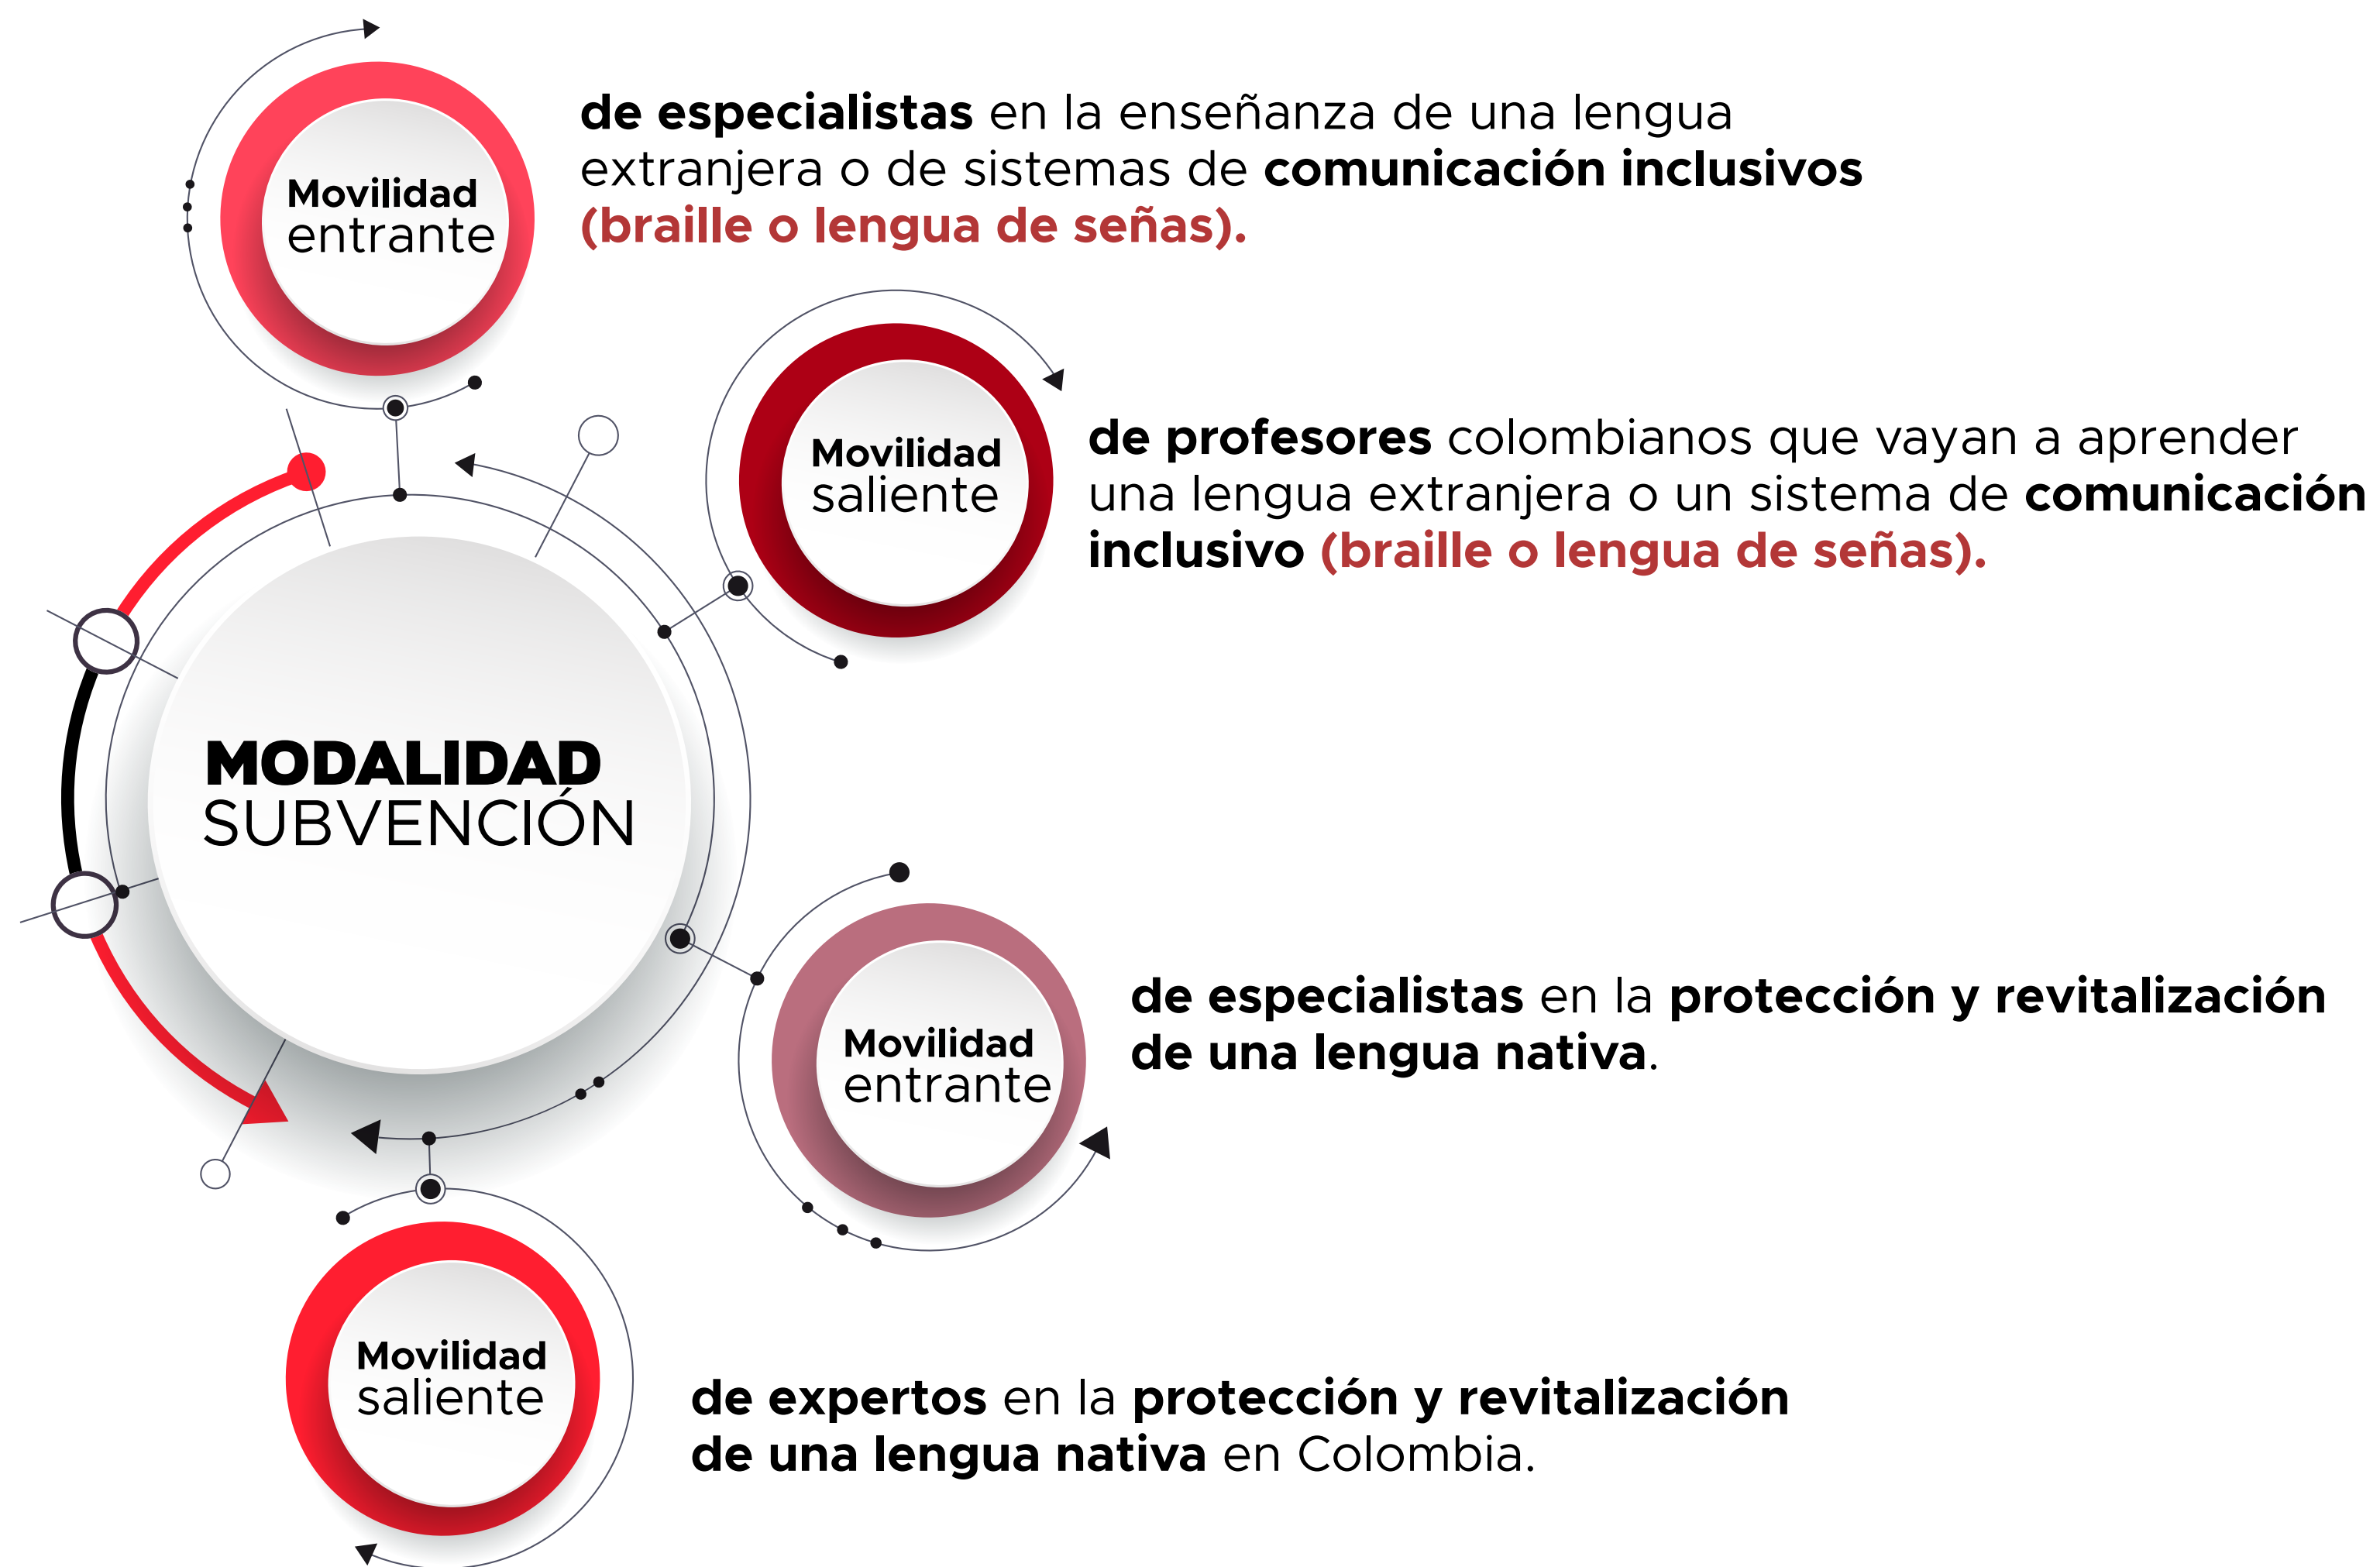 Movilidad
entrante
de especialistas en la enseñanza de una lengua
extranjera o de sistemas de comunicación inclusivos
(braille o lengua de señas).
Movilidad
saliente
de profesores colombianos que vayan a aprender
una lengua extranjera o un sistema de comunicación
inclusivo (braille o lengua de señas).
MODALIDAD
SUBVENCIÓN
Movilidad
entrante
de especialistas en la protección y revitalización
de una lengua nativa.
Movilidad
saliente
de expertos en la protección y revitalización
de una lengua nativa en Colombia.